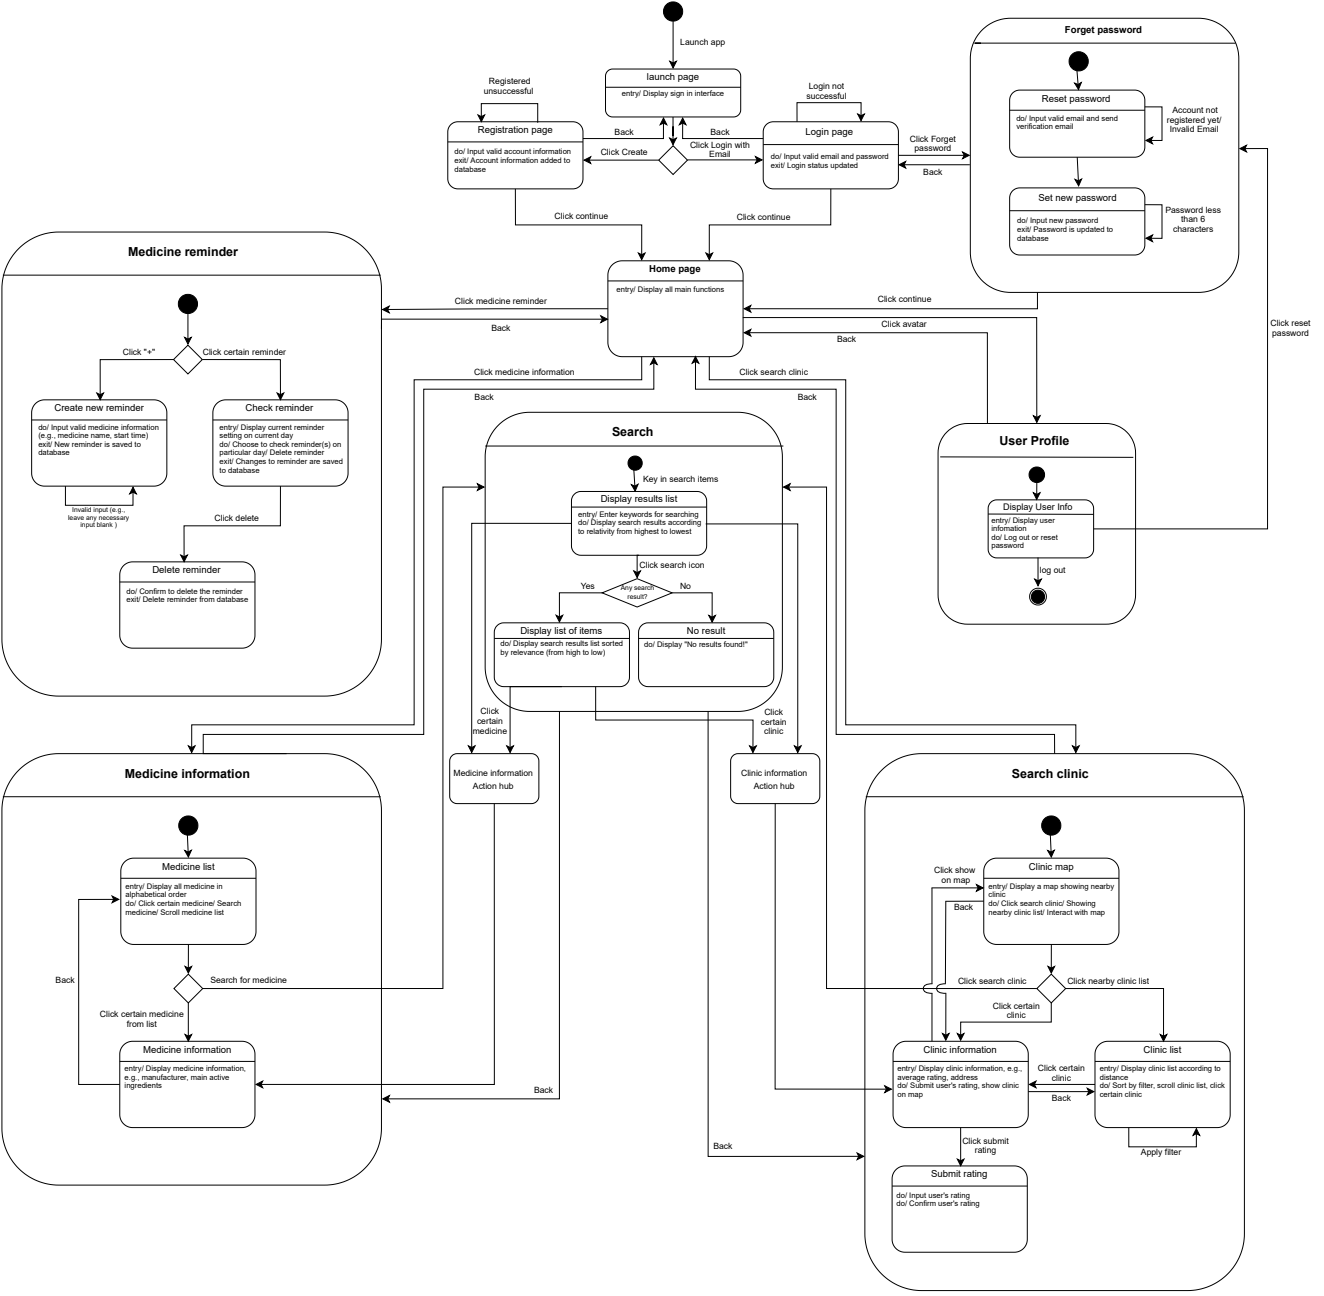 Launch app
launch page
entry/ Display sign in interface
Registered
unsuccessful
Login not
successful
Registration page
do/ Input valid account information
exit/ Account information added to
database
Back
Back
Click Create
Click Login with
Email
Login page
do/ Input valid email and password
exit/ Login status updated
Click Forget
password
Back
Forget password
Reset password
do/ Input valid email and send
verification email
Account not
registered yet/
Invalid Email
Set new password
do/ Input new password
exit/ Password is updated to
database
Password less
than 6
characters
Click continue
Click continue
Home page
entry/ Display all main functions
Click medicine reminder
Back
Click continue
Click avatar
Back
Click reset
password
Click medicine information
Back
Click search clinic
Back
Medicine reminder
Click "+"
Click certain reminder
Create new reminder
do/ Input valid medicine information
(e.g., medicine name, start time)
exit/ New reminder is saved to
database
Invalid input (e.g.,
leave any necessary
input blank )
Check reminder
entry/ Display current reminder
setting on current day
do/ Choose to check reminder(s) on
particular day/ Delete reminder
exit/ Changes to reminder are saved
to database
Click delete
Delete reminder
do/ Confirm to delete the reminder
exit/ Delete reminder from database
Search
Key in search items
Display results list
entry/ Enter keywords for searching
do/ Display search results according
to relativity from highest to lowest
Click search icon
Any search
result?
Yes
No
Display list of items
do/ Display search results list sorted
by relevance (from high to low)
No result
do/ Display "No results found!"
User Profile
Display User Info
entry/ Display user
infomation
do/ Log out or reset
password
log out
Click
certain
medicine
Click
certain
clinic
Medicine information
Action hub
Clinic information
Action hub
Medicine information
Medicine list
entry/ Display all medicine in
alphabetical order
do/ Click certain medicine/ Search
medicine/ Scroll medicine list
Back
Search for medicine
Click certain medicine
from list
Medicine information
entry/ Display medicine information,
e.g., manufacturer, main active
ingredients
Back
Back
Search clinic
Clinic map
entry/ Display a map showing nearby
clinic
do/ Click search clinic/ Showing
nearby clinic list/ Interact with map
Click show
on map
Back
Click search clinic
Click nearby clinic list
Click certain
clinic
Clinic information
entry/ Display clinic information, e.g.,
average rating, address
do/ Submit user's rating, show clinic
on map
Click certain
clinic
Back
Clinic list
entry/ Display clinic list according to
distance
do/ Sort by filter, scroll clinic list, click
certain clinic
Apply filter
Click submit
rating
Submit rating
do/ Input user's rating
do/ Confirm user's rating